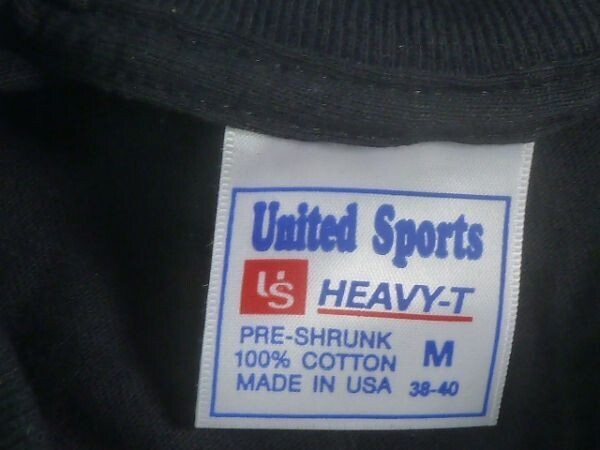 United Sports
US HEAVY-T
PRE-SHRUNK
100% COTTON M
MADE IN USA 38-40